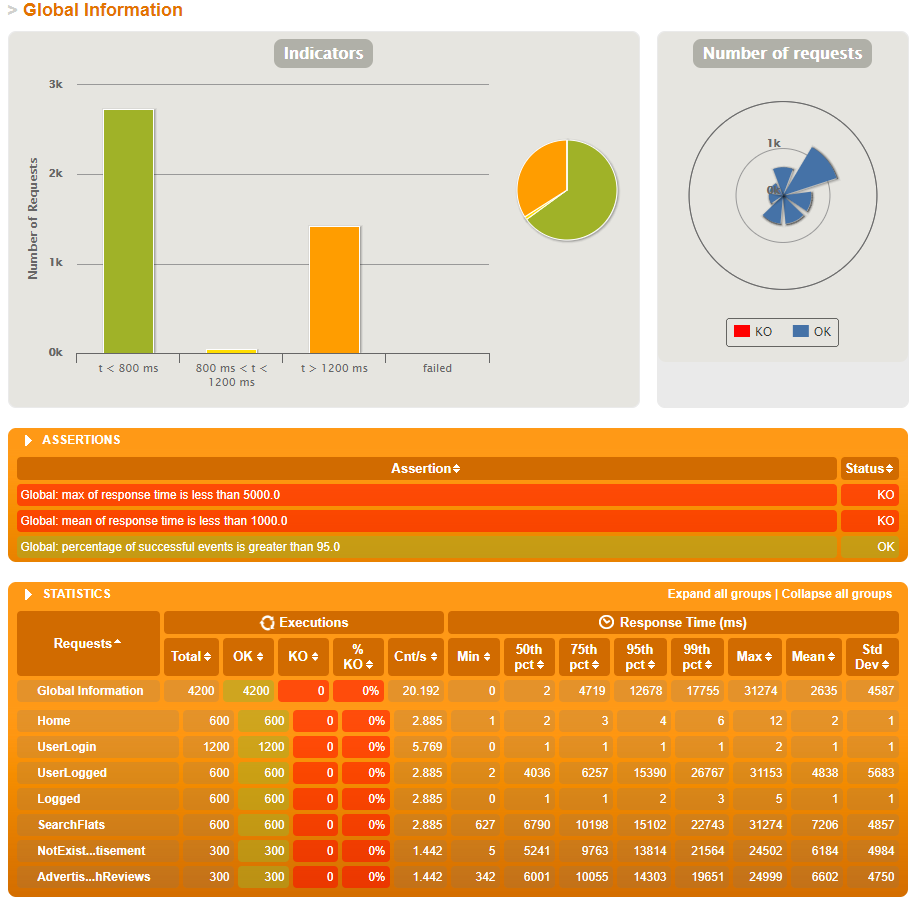 > Global Information
Indicators
Number of requests
3k
2k
1k
0k
Number of Requests
t < 800 ms
800 ms < t <
1200 ms
t > 1200 ms
failed
1k
0k
KO OK
ASSERTIONS
Assertion Status
Global: max of response time is less than 5000.0 KO
Global: mean of response time is less than 1000.0 KO
Global: percentage of successful events is greater than 95.0 OK
STATISTICS Expand all groups | Collapse all groups
Requests Executions Response Time (ms)
Total OK KO % KO Cnt/s Min 50th pct 75th pct 95th pct 99th pct Max Mean Std Dev
Global Information 4200 4200 0 0% 20.192 0 2 4719 12678 17755 31274 2635 4587
Home 600 600 0 0% 2.885 1 2 3 4 6 12 2 1
UserLogin 1200 1200 0 0% 5.769 0 1 1 1 1 2 1 1
UserLogged 600 600 0 0% 2.885 2 4036 6257 15390 26767 31153 4838 5683
Logged 600 600 0 0% 2.885 0 1 1 2 3 5 1 1
SearchFlats 600 600 0 0% 2.885 627 6790 10198 15102 22743 31274 7206 4857
NotExist...tisement 300 300 0 0% 1.442 5 5241 9763 13814 21564 24502 6184 4984
Advertis...hReviews 300 300 0 0% 1.442 342 6001 10055 14303 19651 24999 6602 4750